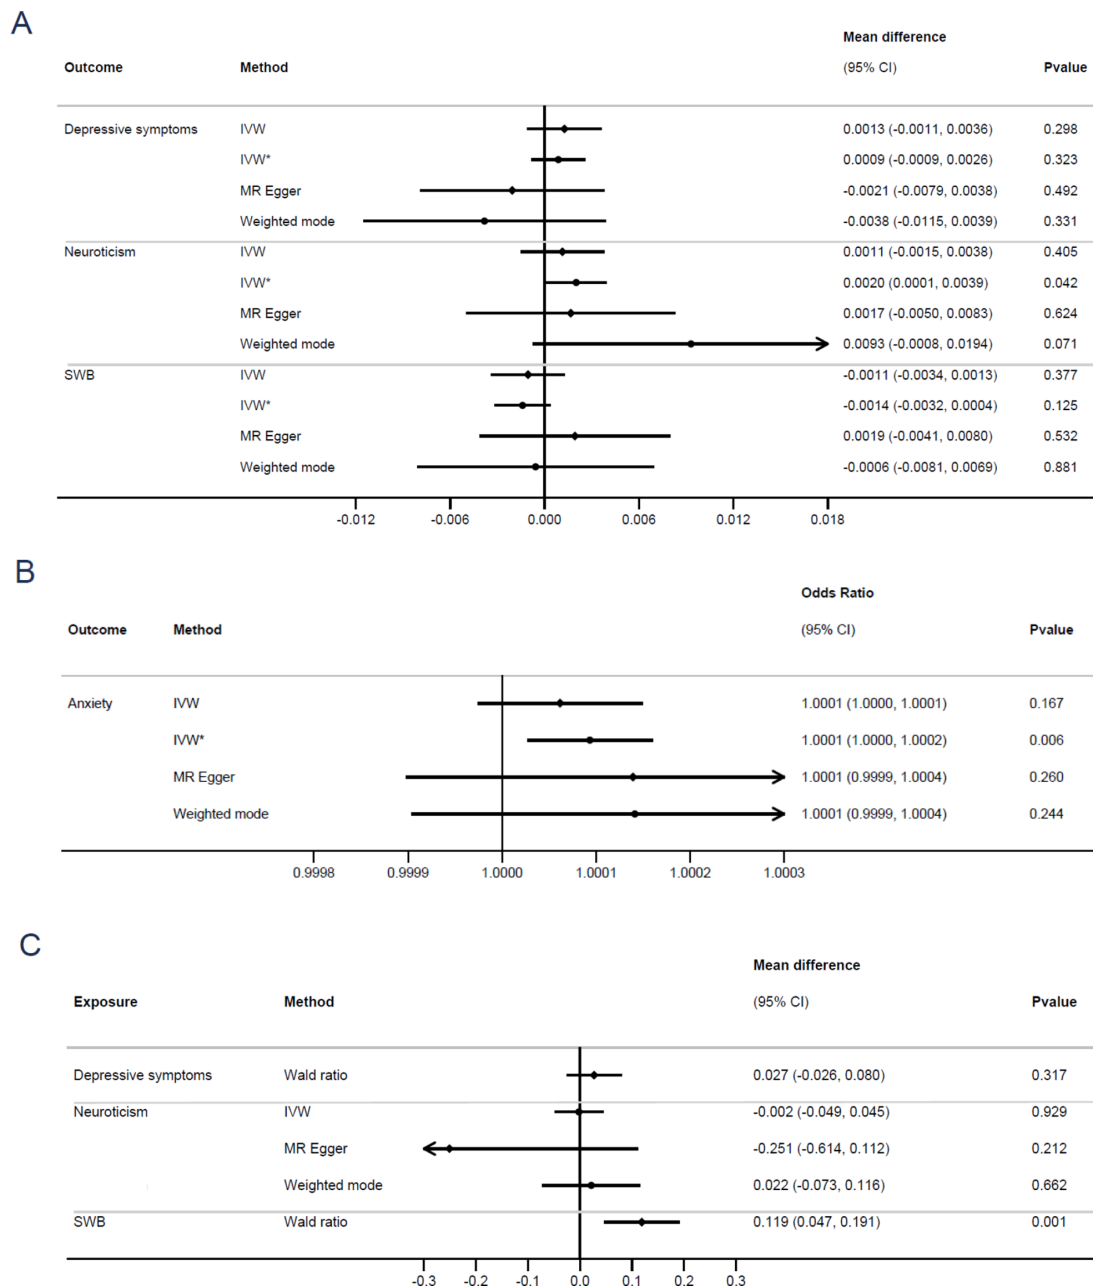 A
Mean difference
Outcome Method (95% CI) Pvalue
Depressive symptoms IVW 0.0013 (-0.0011, 0.0036) 0.298
IVW* 0.0009 (-0.0009, 0.0026) 0.323
MR Egger -0.0021 (-0.0079, 0.0038) 0.492
Weighted mode -0.0038 (-0.0115, 0.0039) 0.331
Neuroticism IVW 0.0011 (-0.0015, 0.0038) 0.405
IVW* 0.0020 (0.0001, 0.0039) 0.042
MR Egger 0.0017 (-0.0050, 0.0083) 0.624
Weighted mode 0.0093 (-0.0008, 0.0194) 0.071
SWB IVW -0.0011 (-0.0034, 0.0013) 0.377
IVW* -0.0014 (-0.0032, 0.0004) 0.125
MR Egger 0.0019 (-0.0041, 0.0080) 0.532
Weighted mode -0.0006 (-0.0081, 0.0069) 0.881
-0.012 -0.006 0.000 0.006 0.012 0.018
B
Odds Ratio
Outcome Method (95% CI) Pvalue
Anxiety IVW 1.0001 (1.0000, 1.0001) 0.167
IVW* 1.0001 (1.0000, 1.0002) 0.006
MR Egger 1.0001 (0.9999, 1.0004) 0.260
Weighted mode 1.0001 (0.9999, 1.0004) 0.244
0.9998 0.9999 1.0000 1.0001 1.0002 1.0003
C
Mean difference
Exposure Method (95% CI) Pvalue
Depressive symptoms Wald ratio 0.027 (-0.026, 0.080) 0.317
Neuroticism IVW -0.002 (-0.049, 0.045) 0.929
MR Egger -0.251 (-0.614, 0.112) 0.212
Weighted mode 0.022 (-0.073, 0.116) 0.662
SWB Wald ratio 0.119 (0.047, 0.191) 0.001
-0.3 -0.2 -0.1 0.0 0.1 0.2 0.3